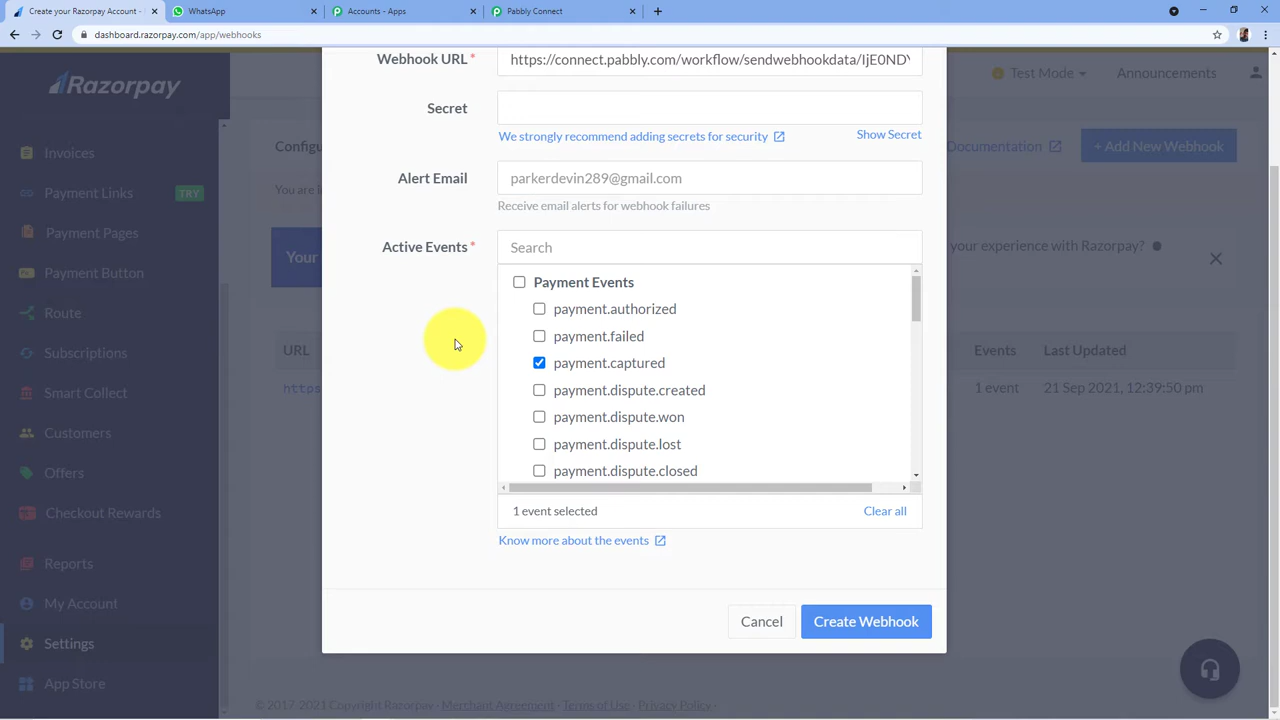 Create your Razorpay Account -
WhatsApp
Accounts - Apps
Pabbly Connect
dashboard.razorpay.com/app/webhooks
Razorpay
Invoices
Payment Links
TRY
Payment Pages
Payment Button
Route
Subscriptions
Smart Collect
Customers
Offers
Checkout Rewards
Reports
My Account
Settings
App Store
Test Mode
Announcements
Documentation
+ Add New Webhook
You are i
Your
your experience with Razorpay?
URL
Events
Last Updated
https
1 event
21 Sep 2021, 12:39:50 pm
Webhook URL *
https://connect.pabbly.com/workflow/sendwebhookdata/IjE0NDY
Secret
We strongly recommend adding secrets for security
Show Secret
Alert Email
parkerdevin289@gmail.com
Receive email alerts for webhook failures
Active Events *
Search
Payment Events
payment.authorized
payment.failed
payment.captured
payment.dispute.created
payment.dispute.won
payment.dispute.lost
payment.dispute.closed
1 event selected
Clear all
Know more about the events
Cancel
Create Webhook
© 2017-2021 Copyright Razorpay · Merchant Agreement · Terms of Use · Privacy Policy ·